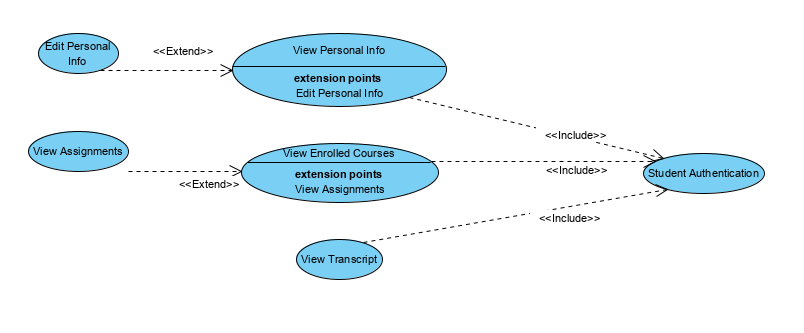 Edit Personal
Info
<<Extend>>
View Personal Info
extension points
Edit Personal Info
<<Include>>
View Assignments
<<Extend>>
View Enrolled Courses
extension points
View Assignments
<<Include>>
Student Authentication
<<Include>>
View Transcript